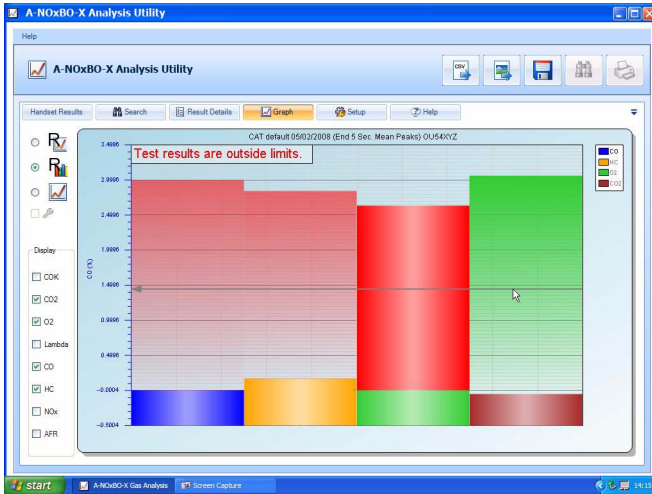 A-NOxBO-X Analysis Utility
Help
A-NOxBO-X Analysis Utility
CSV
Handset Results Search Result Details Graph Setup Help
CAT default 05/02/2008 (End 5 Sec. Mean Peaks) OU54XYZ
Test results are outside limits.
CO
HC
O2
CO2
3.4996
2.9996
2.4996
1.9996
1.4996
0.9996
0.4996
-0.0004
-0.5004
CO (%)
Display
COK
CO2
O2
Lambda
CO
HC
NOx
AFR
start A-NOxBO-X Gas Analysis Screen Capture 14:15